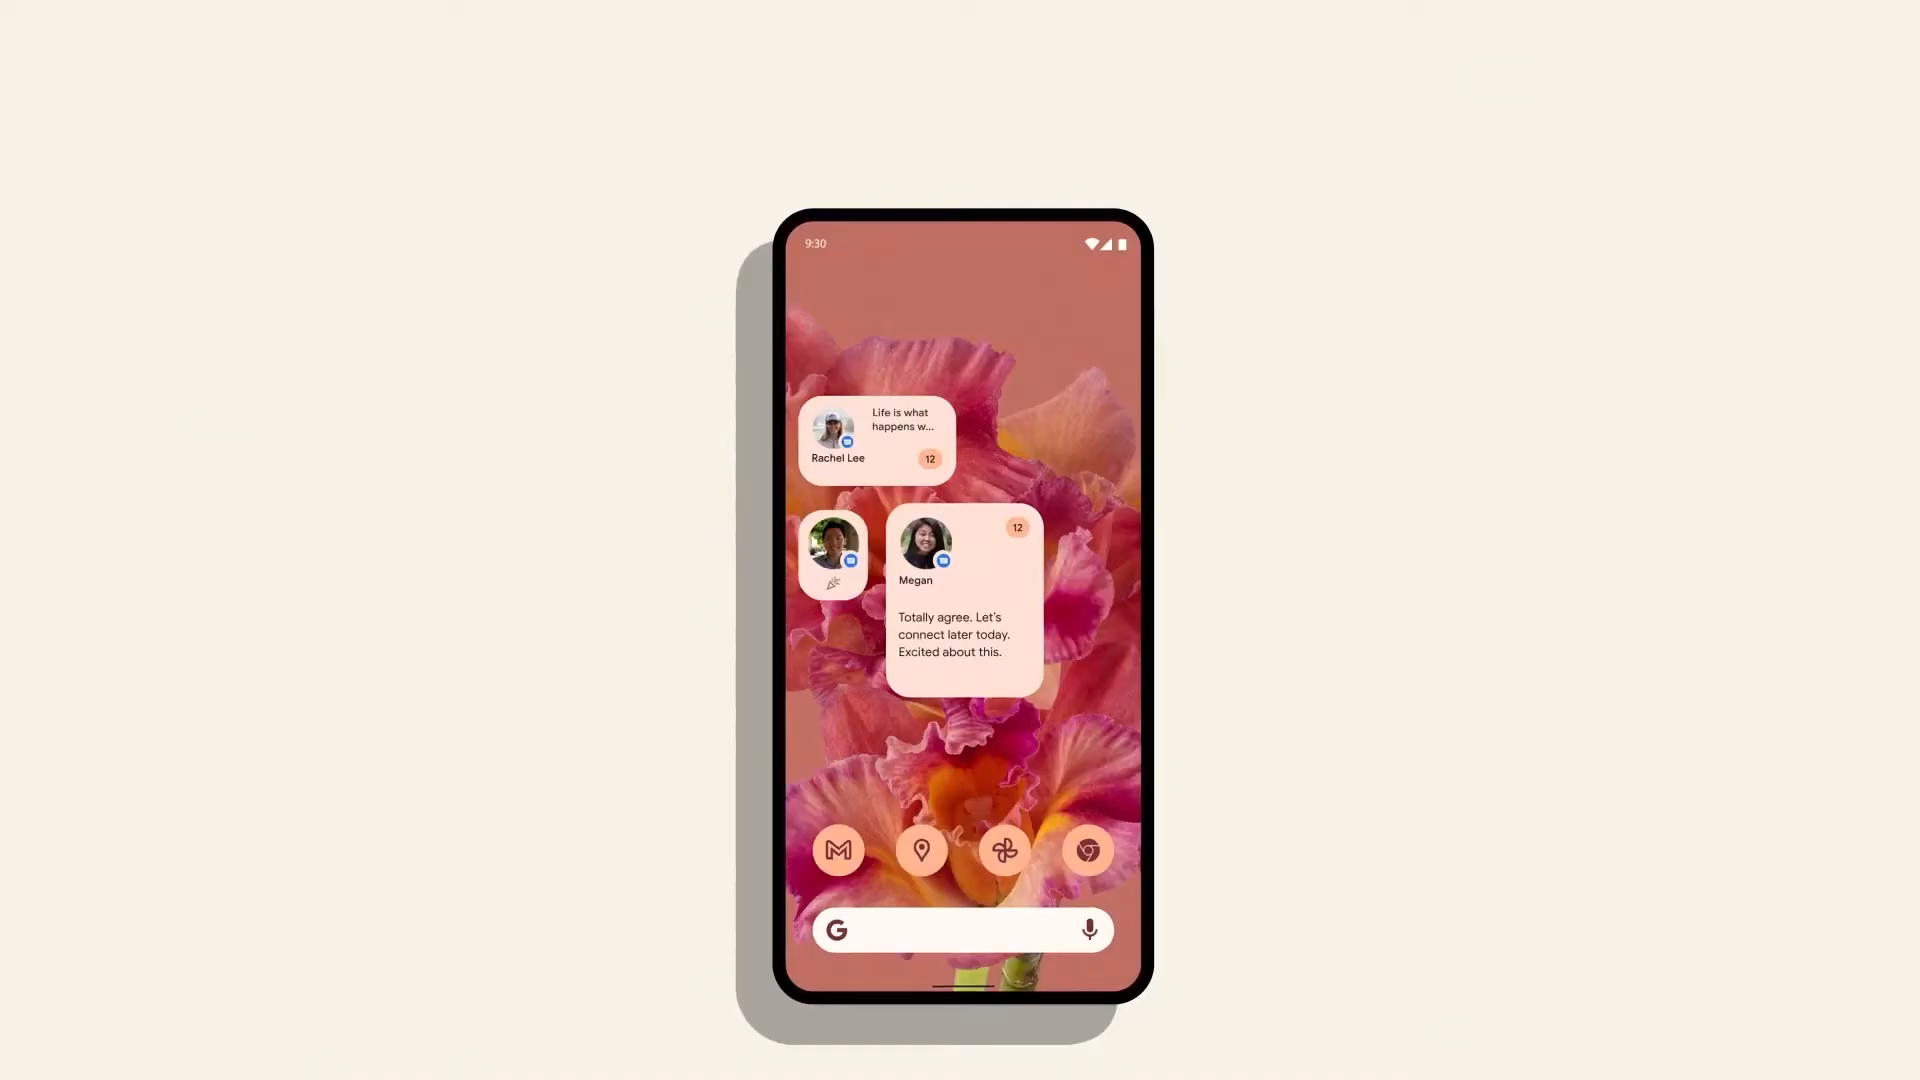 9:30
Life is what
happens w...
Rachel Lee
12
12
Megan
Totally agree. Let's
connect later today.
Excited about this.